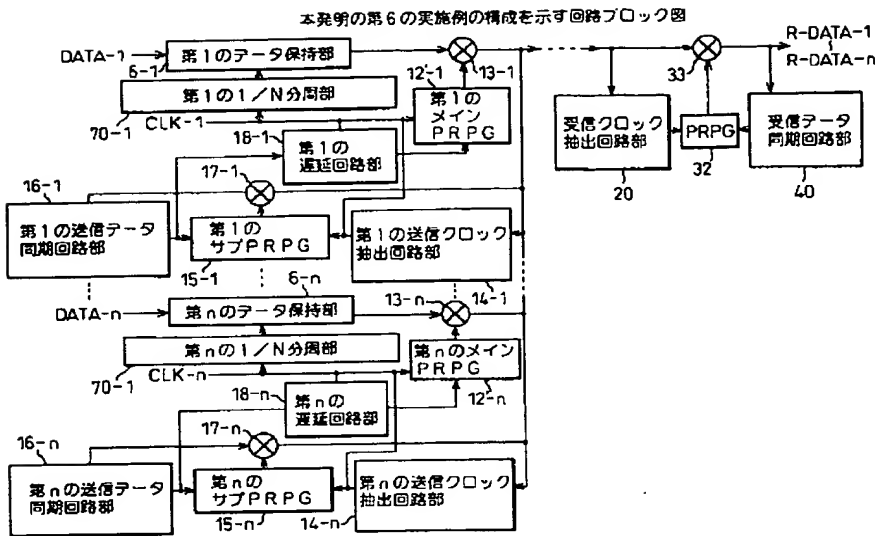 本発明の第6の実施例の構成を示す回路ブロック図
DATA-1
第1のデータ保持部
6-1
第1の1/N分周部
70-1
CLK-1
13-1
12'-1
第1の
メイン
PRPG
18-1
第1の
遅延回路部
17-1
16-1
第1の送信データ
同期回路部
第1の
サブPRPG
15-1
第1の送信クロック
抽出回路部
14-1
R-DATA-1
R-DATA-n
33
受信クロック
抽出回路部
20
PRPG
32
受信データ
同期回路部
40
6-n
DATA-n
第nのデータ保持部
13-n
第nの1/N分周部
70-1
CLK-n
第nのメイン
PRPG
12'-n
18-n
第nの
遅延回路部
17-n
16-n
第nの送信データ
同期回路部
第nの
サブPRPG
15-n
第nの送信クロック
抽出回路部
14-n